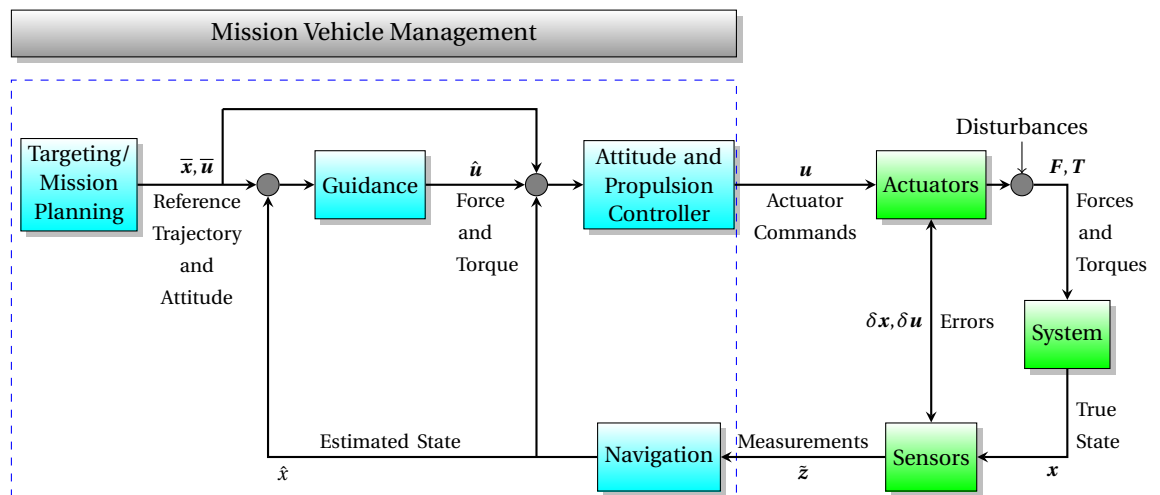 Mission Vehicle Management
Disturbances
Targeting/
Mission
Planning
x̅, u̅
Reference
Trajectory
and
Attitude
Guidance
û
Force
and
Torque
Attitude and
Propulsion
Controller
u
Actuator
Commands
Actuators
F, T
Forces
and
Torques
δx, δu Errors
System
True
State
x
Sensors
Measurements
z̃
Navigation
Estimated State
x̂